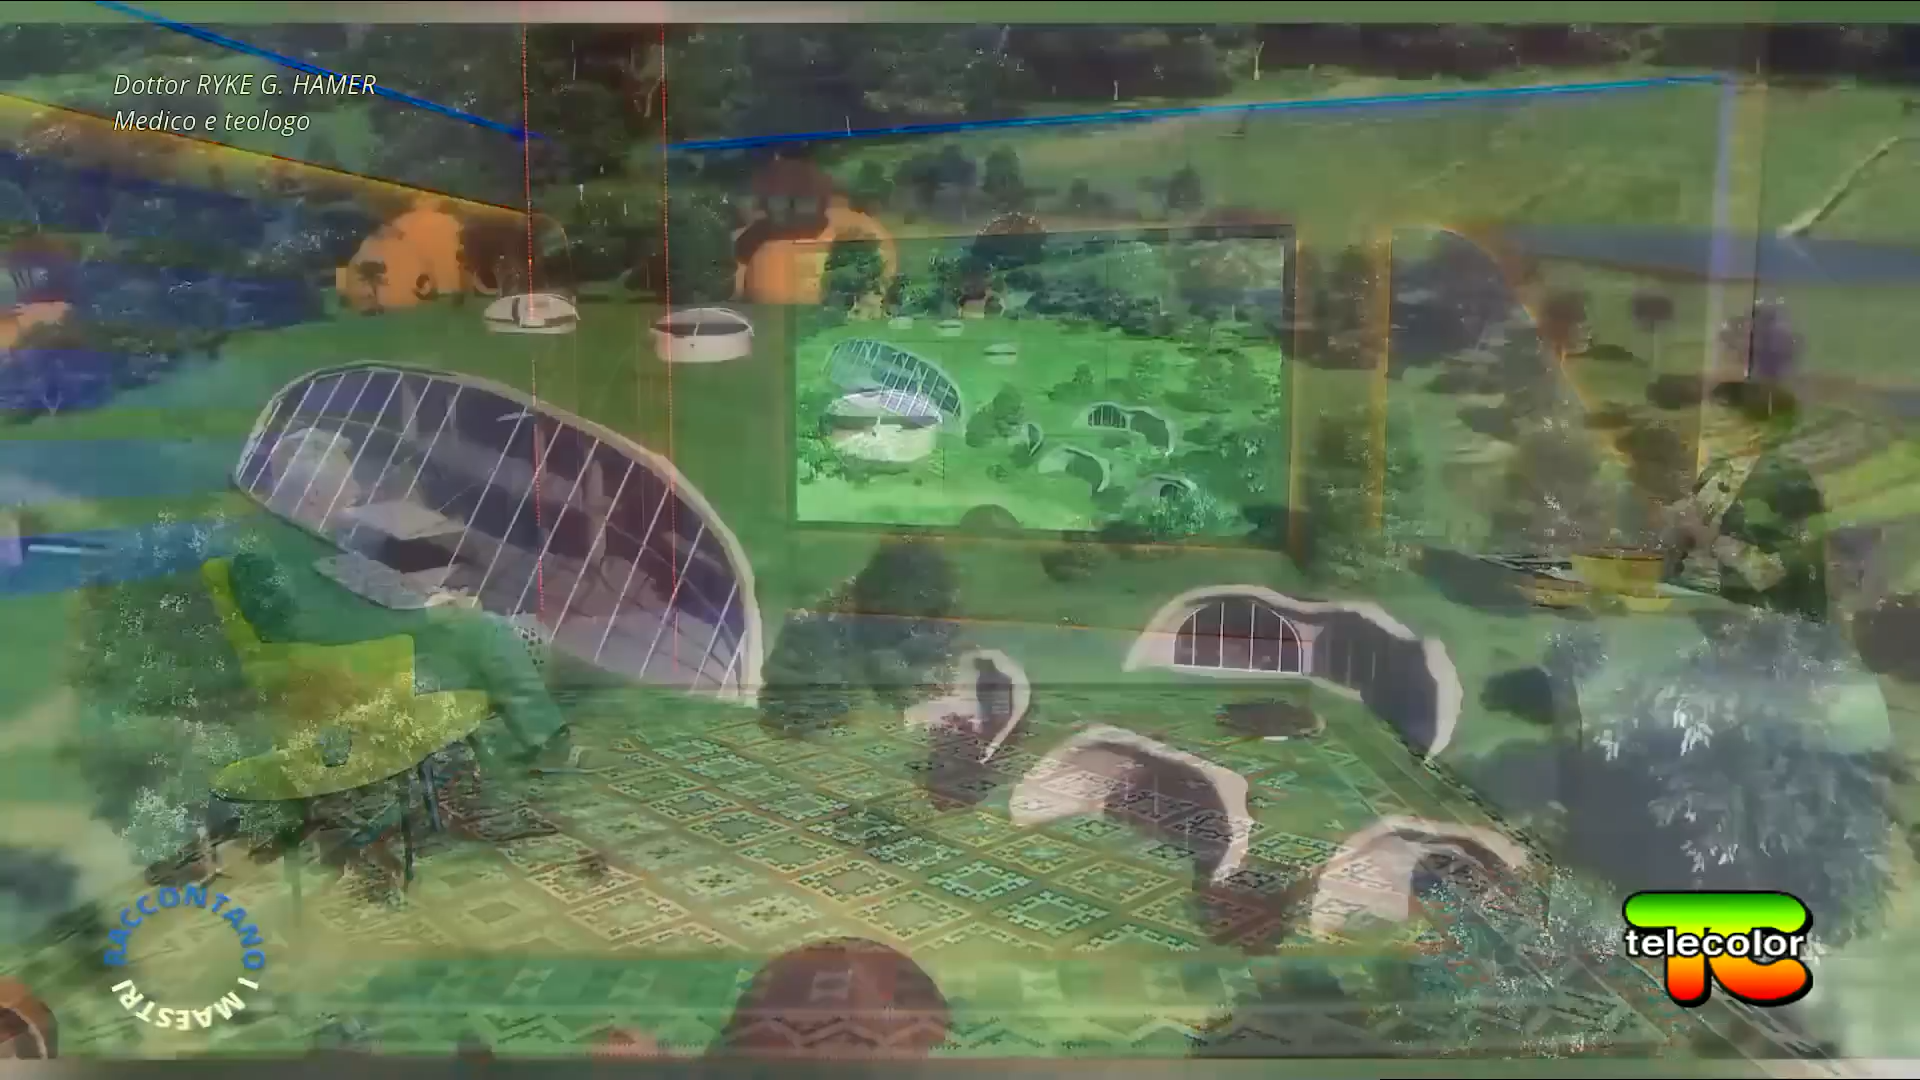 Dottor RYKE G. HAMER
Medico e teologo
RACCONTANO
I MAESTRI
telecolor